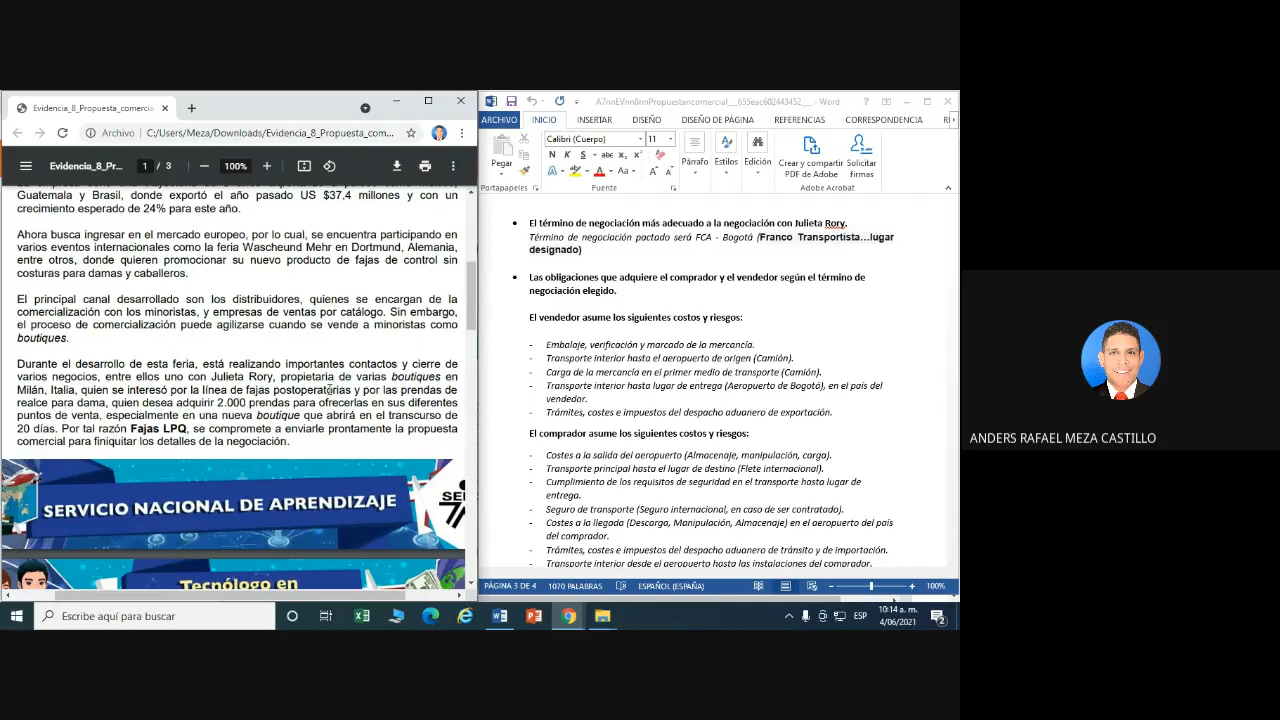 Evidencia_8_Propuesta_comercia
Archivo
C:/Users/Meza/Downloads/Evidencia_8_Propuesta_com...
Evidencia_8_Pr...
1 / 3
100%
Guatemala y Brasil, donde exportó el año pasado US $37,4 millones y con un
crecimiento esperado de 24% para este año.
Ahora busca ingresar en el mercado europeo, por lo cual, se encuentra participando en
varios eventos internacionales como la feria Wascheund Mehr en Dortmund, Alemania,
entre otros, donde quieren promocionar su nuevo producto de fajas de control sin
costuras para damas y caballeros.
El principal canal desarrollado son los distribuidores, quienes se encargan de la
comercialización con los minoristas, y empresas de ventas por catálogo. Sin embargo,
el proceso de comercialización puede agilizarse cuando se vende a minoristas como
boutiques.
Durante el desarrollo de esta feria, está realizando importantes contactos y cierre de
varios negocios, entre ellos uno con Julieta Rory, propietaria de varias boutiques en
Milán, Italia, quien se interesó por la línea de fajas postoperatorias y por las prendas de
realce para dama, quien desea adquirir 2.000 prendas para ofrecerlas en sus diferentes
puntos de venta, especialmente en una nueva boutique que abrirá en el transcurso de
20 días. Por tal razón Fajas LPQ, se compromete a enviarle prontamente la propuesta
comercial para finiquitar los detalles de la negociación.
SERVICIO NACIONAL DE APRENDIZAJE
Tecnólogo en
A7nnEVnn8nnPropuestancomercial___655eac602443452___ - Word
ARCHIVO
INICIO
INSERTAR
DISEÑO
DISEÑO DE PÁGINA
REFERENCIAS
CORRESPONDENCIA
Calibri (Cuerpo)
11
N K S abc x₂ x²
Pegar
Párrafo
Estilos
Edición
Crear y compartir
PDF de Adobe
Solicitar
firmas
Portapapeles
Fuente
Adobe Acrobat
El término de negociación más adecuado a la negociación con Julieta Rory.
Término de negociación pactado será FCA - Bogotá (Franco Transportista...lugar
designado)
Las obligaciones que adquiere el comprador y el vendedor según el término de
negociación elegido.
El vendedor asume los siguientes costos y riesgos:
- Embalaje, verificación y marcado de la mercancía.
- Transporte interior hasta el aeropuerto de origen (Camión).
- Carga de la mercancía en el primer medio de transporte (Camión).
- Transporte interior hasta lugar de entrega (Aeropuerto de Bogotá), en el país del
vendedor.
- Trámites, costes e impuestos del despacho aduanero de exportación.
El comprador asume los siguientes costos y riesgos:
- Costes a la salida del aeropuerto (Almacenaje, manipulación, carga).
- Transporte principal hasta el lugar de destino (Flete internacional).
- Cumplimiento de los requisitos de seguridad en el transporte hasta lugar de
entrega.
- Seguro de transporte (Seguro internacional, en caso de ser contratado).
- Costes a la llegada (Descarga, Manipulación, Almacenaje) en el aeropuerto del país
del comprador.
- Trámites, costes e impuestos del despacho aduanero de tránsito y de importación.
- Transporte interior desde el aeropuerto hasta las instalaciones del comprador.
PÁGINA 3 DE 4
1070 PALABRAS
ESPAÑOL (ESPAÑA)
100%
Escribe aquí para buscar
ESP
10:14 a. m.
4/06/2021
2
ANDERS RAFAEL MEZA CASTILLO